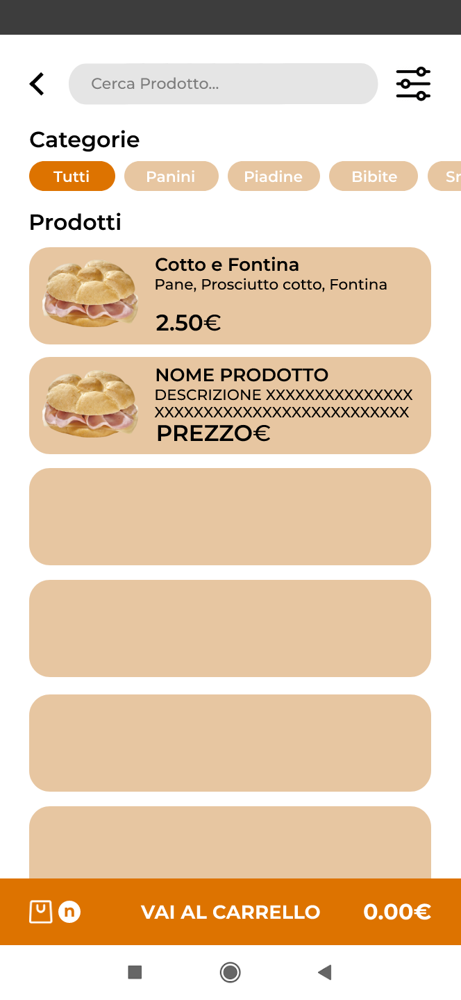 Cerca Prodotto...
Categorie
Tutti Panini Piadine Bibite Sr
Prodotti
Cotto e Fontina
Pane, Prosciutto cotto, Fontina
2.50€
NOME PRODOTTO
DESCRIZIONE XXXXXXXXXXXXXXX
XXXXXXXXXXXXXXXXXXXXXXXXXX
PREZZO€
n VAI AL CARRELLO 0.00€